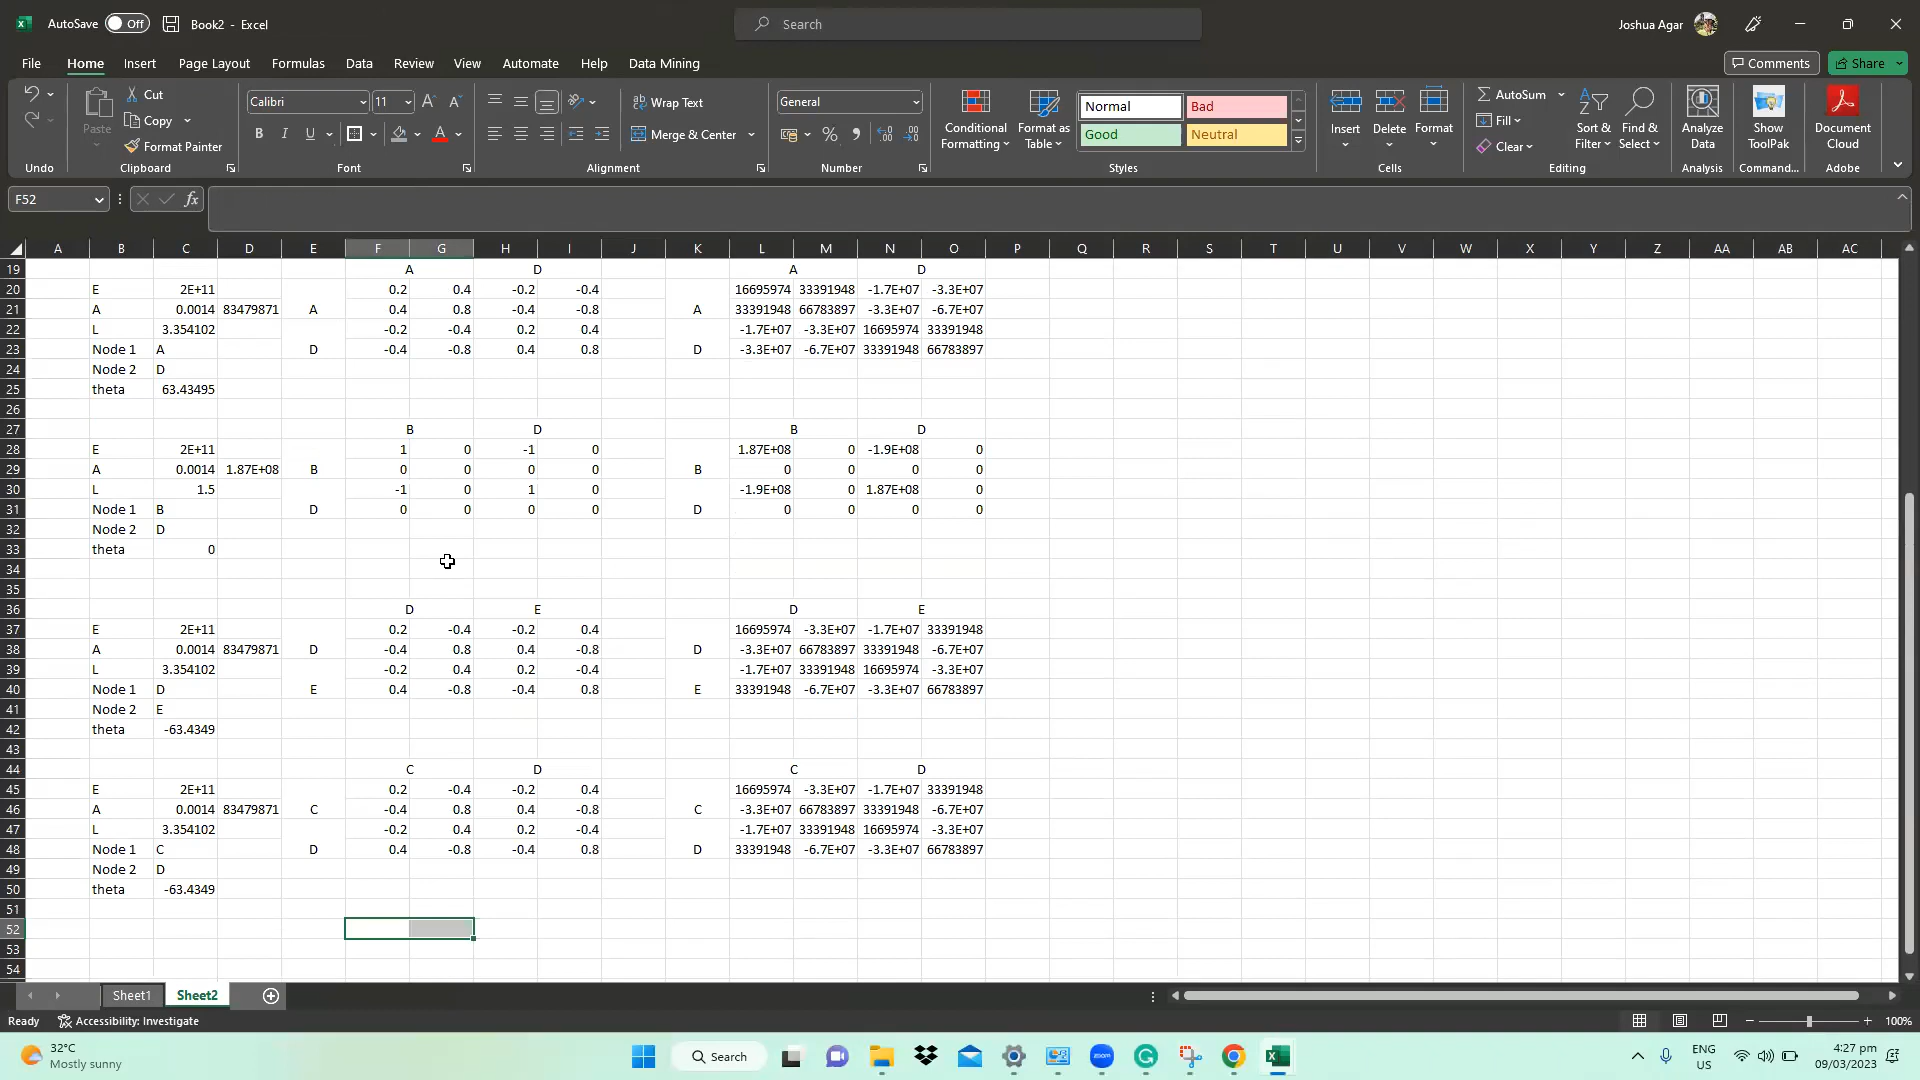 AutoSave Off Book2 - Excel Search Joshua Agar
File Home Insert Page Layout Formulas Data Review View Automate Help Data Mining Comments Share
Paste Cut Calibri 11 Wrap Text General Conditional Formatting Format as Table Normal Bad Insert Delete Format AutoSum Sort & Filter Find & Select Analyze Data Show ToolPak Document Cloud
Copy B I U Merge & Center Good Neutral Fill
Format Painter Clear
Undo Clipboard Font Alignment Number Styles Cells Editing Analysis Command... Adobe
F52 fx
A B C D E F G H I J K L M N O P Q R S T U V W X Y Z AA AB AC
19 A D A D
20 E 2E+11 0.2 0.4 -0.2 -0.4 16695974 33391948 -1.7E+07 -3.3E+07
21 A 0.0014 83479871 A 0.4 0.8 -0.4 -0.8 A 33391948 66783897 -3.3E+07 -6.7E+07
22 L 3.354102 -0.2 -0.4 0.2 0.4 -1.7E+07 -3.3E+07 16695974 33391948
23 Node 1 A D -0.4 -0.8 0.4 0.8 D -3.3E+07 -6.7E+07 33391948 66783897
24 Node 2 D
25 theta 63.43495
26
27 B D B D
28 E 2E+11 1 0 -1 0 1.87E+08 0 -1.9E+08 0
29 A 0.0014 1.87E+08 B 0 0 0 0 B 0 0 0 0
30 L 1.5 -1 0 1 0 -1.9E+08 0 1.87E+08 0
31 Node 1 B D 0 0 0 0 D 0 0 0 0
32 Node 2 D
33 theta 0
34
35
36 D E D E
37 E 2E+11 0.2 -0.4 -0.2 0.4 16695974 -3.3E+07 -1.7E+07 33391948
38 A 0.0014 83479871 D -0.4 0.8 0.4 -0.8 D -3.3E+07 66783897 33391948 -6.7E+07
39 L 3.354102 -0.2 0.4 0.2 -0.4 -1.7E+07 33391948 16695974 -3.3E+07
40 Node 1 D E 0.4 -0.8 -0.4 0.8 E 33391948 -6.7E+07 -3.3E+07 66783897
41 Node 2 E
42 theta -63.4349
43
44 C D C D
45 E 2E+11 0.2 -0.4 -0.2 0.4 16695974 -3.3E+07 -1.7E+07 33391948
46 A 0.0014 83479871 C -0.4 0.8 0.4 -0.8 C -3.3E+07 66783897 33391948 -6.7E+07
47 L 3.354102 -0.2 0.4 0.2 -0.4 -1.7E+07 33391948 16695974 -3.3E+07
48 Node 1 C D 0.4 -0.8 -0.4 0.8 D 33391948 -6.7E+07 -3.3E+07 66783897
49 Node 2 D
50 theta -63.4349
51
52
53
54
Sheet1 Sheet2
Ready Accessibility: Investigate 100%
32°C Mostly sunny Search zoom ENG US 4:27 pm 09/03/2023